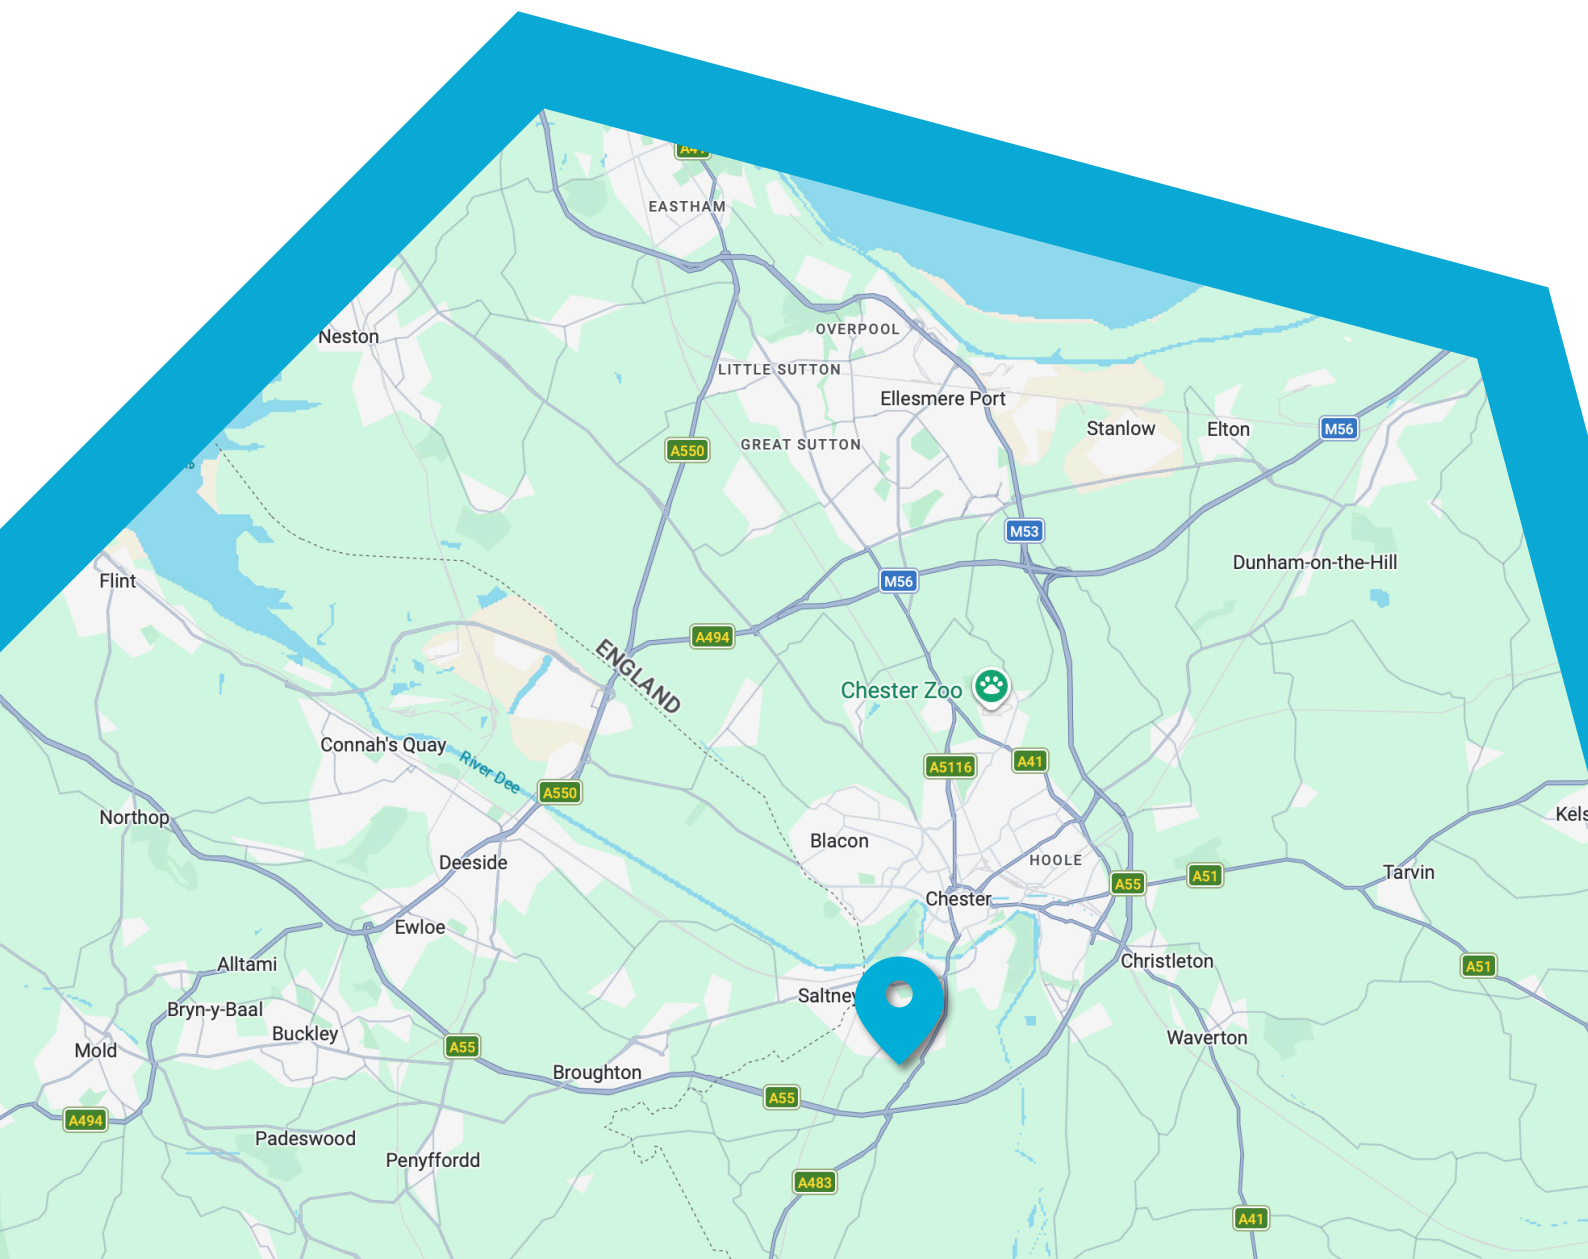 A41
EASTHAM
OVERPOOL
Neston
LITTLE SUTTON
Ellesmere Port
Stanlow
Elton
M56
GREAT SUTTON
A550
M53
Dunham-on-the-Hill
Flint
M56
A494
ENGLAND
Chester Zoo
Connah's Quay
River Dee
A5116
A41
A550
Northop
Kels
Blacon
Deeside
HOOLE
Tarvin
A51
A55
Chester
Ewloe
Alltami
Christleton
A51
Saltney
Bryn-y-Baal
Buckley
Waverton
Mold
A55
Broughton
A55
A494
Padeswood
Penyffordd
A483
A41